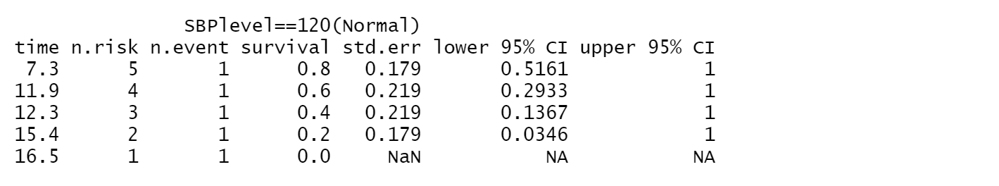 SBPlevel==120(Normal)
time n.risk n.event survival std.err lower 95% CI upper 95% CI
7.3 5 1 0.8 0.179 0.5161 1
11.9 4 1 0.6 0.219 0.2933 1
12.3 3 1 0.4 0.219 0.1367 1
15.4 2 1 0.2 0.179 0.0346 1
16.5 1 1 0.0 NaN NA NA